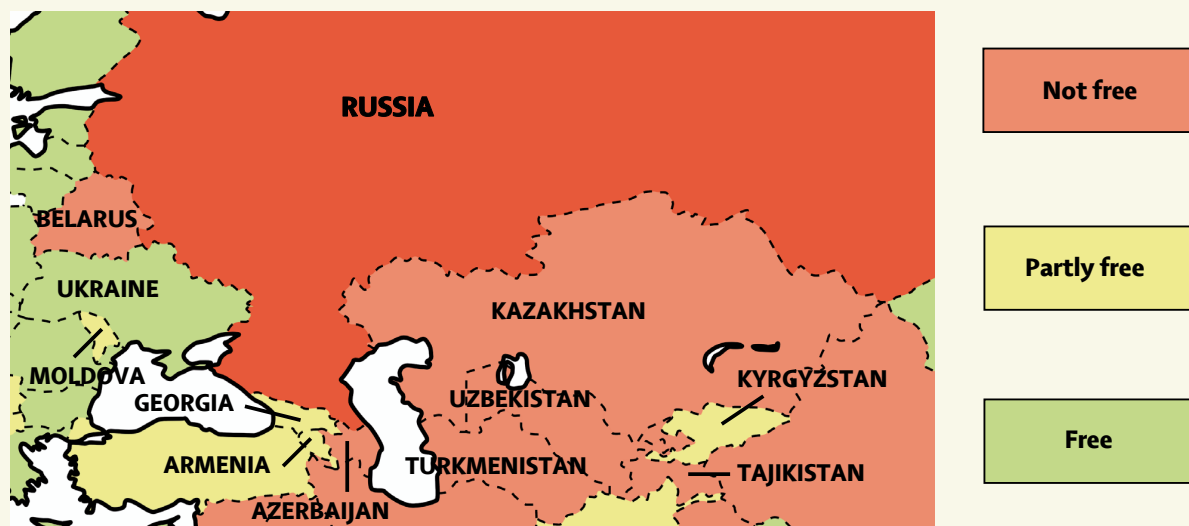 RUSSIA
Not free
BELARUS
Partly free
UKRAINE
KAZAKHSTAN
MOLDOVA
KYRGYZSTAN
GEORGIA
UZBEKISTAN
Free
ARMENIA
TURKMENISTAN
TAJIKISTAN
AZERBAIJAN